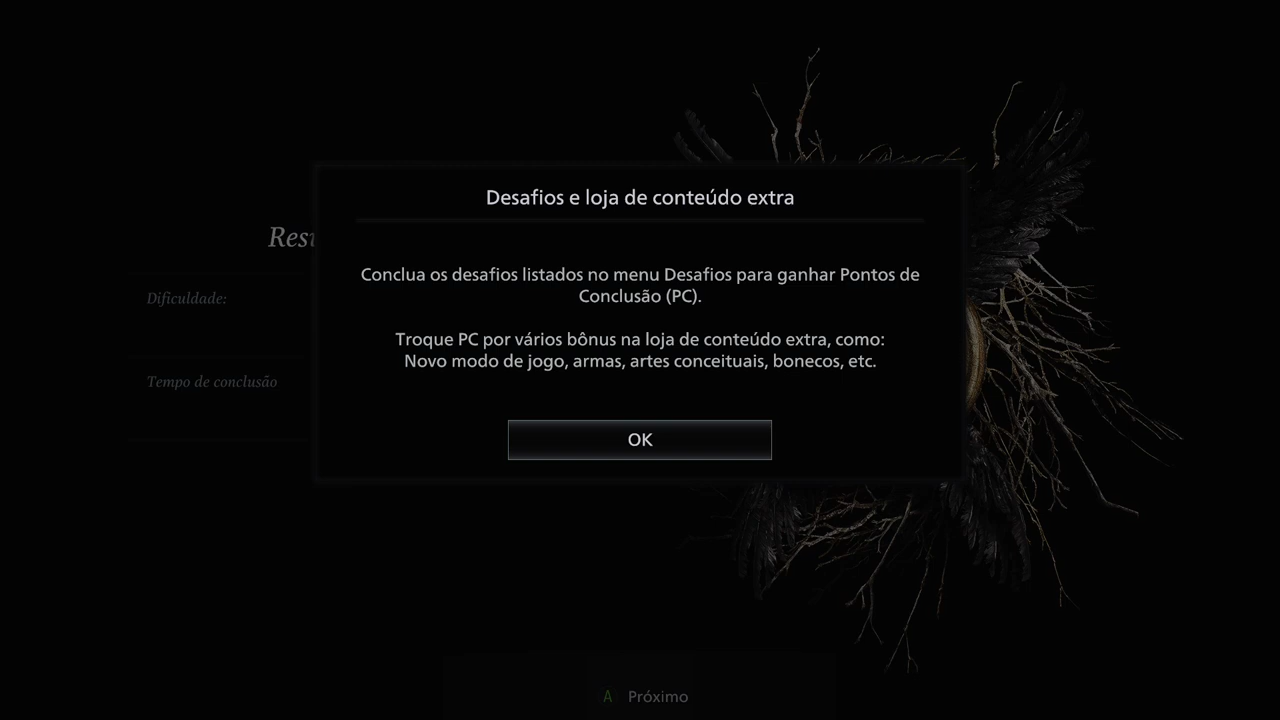 Desafios e loja de conteúdo extra
Conclua os desafios listados no menu Desafios para ganhar Pontos de
Conclusão (PC).
Troque PC por vários bônus na loja de conteúdo extra, como:
Novo modo de jogo, armas, artes conceituais, bonecos, etc.
OK
Dificuldade:
Tempo de conclusão
A Próximo